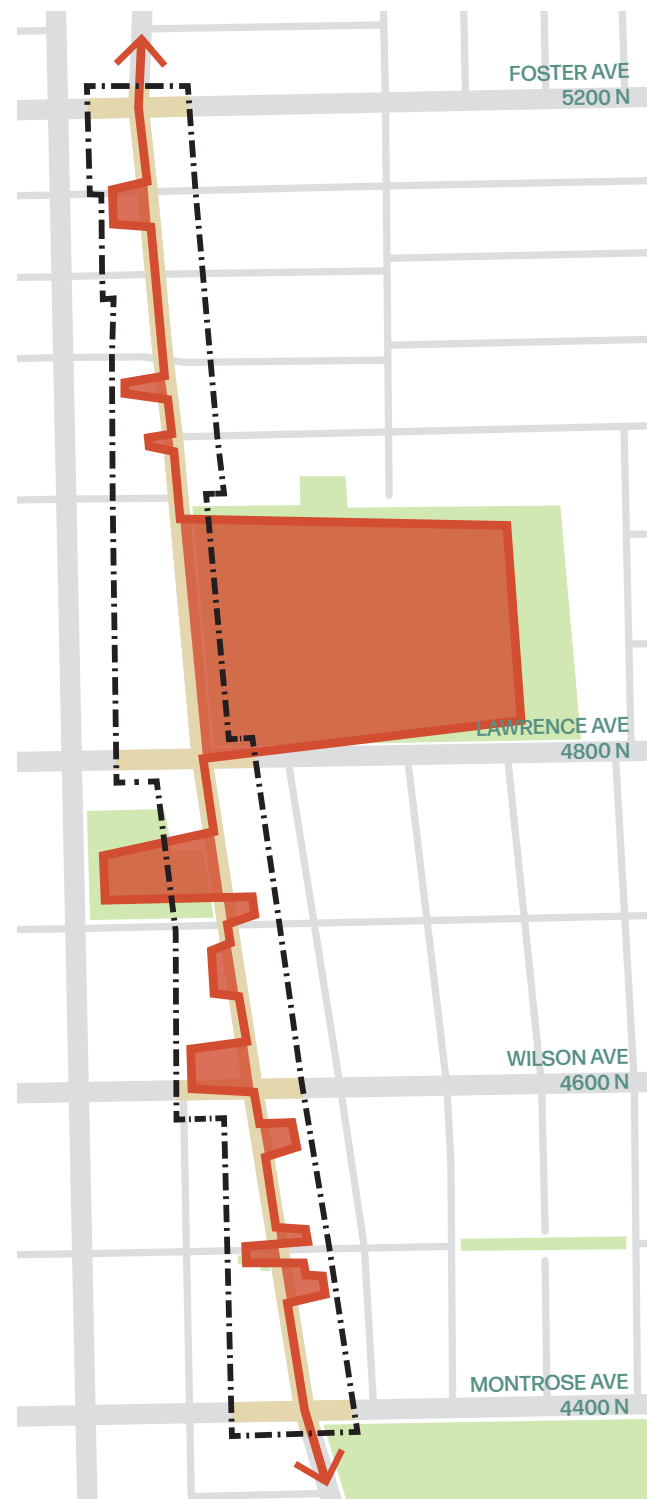 FOSTER AVE
5200 N
LAWRENCE AVE
4800 N
WILSON AVE
4600 N
MONTROSE AVE
4400 N